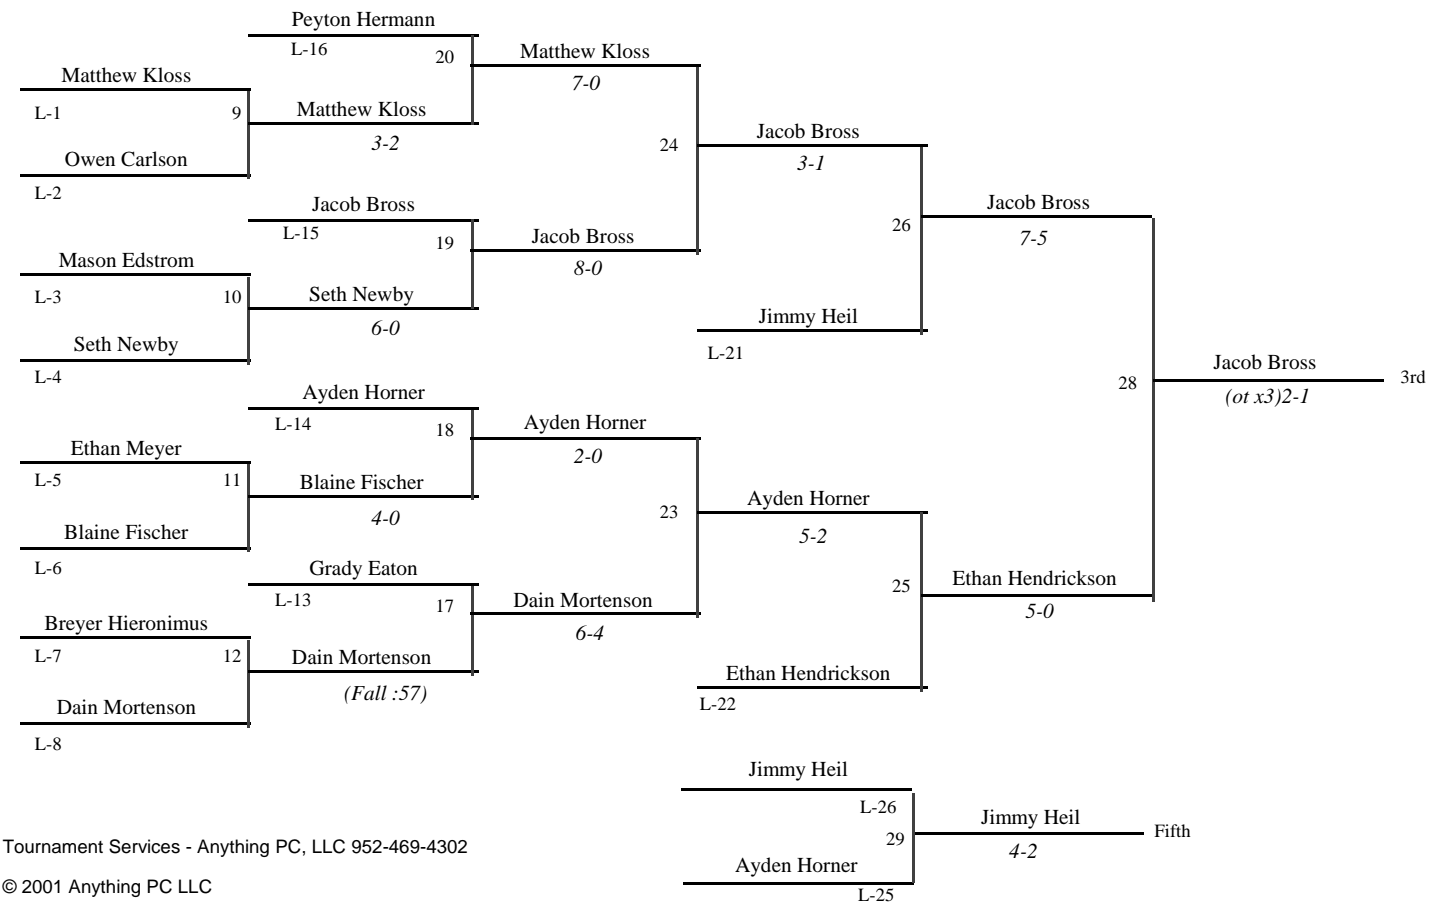 Peyton Hermann
L-16
20
Matthew Kloss
7-0
Matthew Kloss
L-1
9
Matthew Kloss
3-2
Owen Carlson
L-2
24
Jacob Bross
3-1
Jacob Bross
L-15
19
Jacob Bross
8-0
26
Jacob Bross
7-5
Mason Edstrom
L-3
10
Seth Newby
6-0
Seth Newby
L-4
Jimmy Heil
L-21
28
Jacob Bross
(ot x3)2-1
3rd
Ayden Horner
L-14
18
Ayden Horner
2-0
Ethan Meyer
L-5
11
Blaine Fischer
4-0
Blaine Fischer
L-6
23
Ayden Horner
5-2
Grady Eaton
L-13
17
Dain Mortenson
6-4
25
Ethan Hendrickson
5-0
Breyer Hieronimus
L-7
12
Dain Mortenson
(Fall :57)
Dain Mortenson
L-8
Ethan Hendrickson
L-22
Jimmy Heil
L-26
29
Jimmy Heil
4-2
Fifth
Ayden Horner
L-25
Tournament Services - Anything PC, LLC 952-469-4302
© 2001 Anything PC LLC